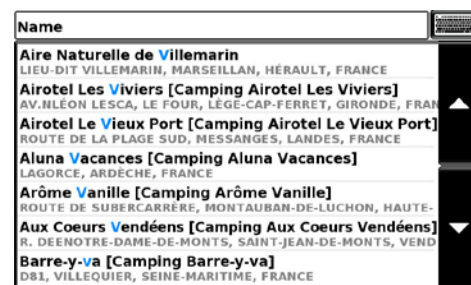 Name
Aire Naturelle de Villemarin
LIEU-DIT VILLEMARIN, MARSEILLAN, HÉRAULT, FRANCE
Airotel Les Viviers [Camping Airotel Les Viviers]
AV.NLÉON LESCA, LE FOUR, LÈGE-CAP-FERRET, GIRONDE, FRAN
Airotel Le Vieux Port [Camping Airotel Le Vieux Port]
ROUTE DE LA PLAGE SUD, MESSANGES, LANDES, FRANCE
Aluna Vacances [Camping Aluna Vacances]
LAGORCE, ARDÈCHE, FRANCE
Arôme Vanille [Camping Arôme Vanille]
ROUTE DE SUBERCARRÈRE, MONTAUBAN-DE-LUCHON, HAUTE-
Aux Coeurs Vendéens [Camping Aux Coeurs Vendéens]
R. DEENOTRE-DAME-DE-MONTS, SAINT-JEAN-DE-MONTS, VEND
Barre-y-va [Camping Barre-y-va]
D81, VILLEQUIER, SEINE-MARITIME, FRANCE